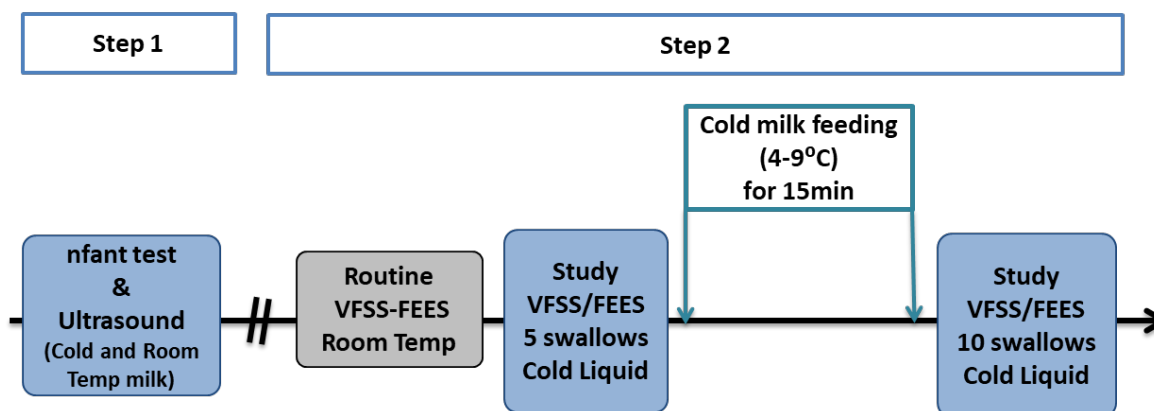 Step 1
Step 2
Cold milk feeding
(4-9⁰C)
for 15min
nfant test
&
Ultrasound
(Cold and Room
Temp milk)
Routine
VFSS-FEES
Room Temp
Study
VFSS/FEES
5 swallows
Cold Liquid
Study
VFSS/FEES
10 swallows
Cold Liquid